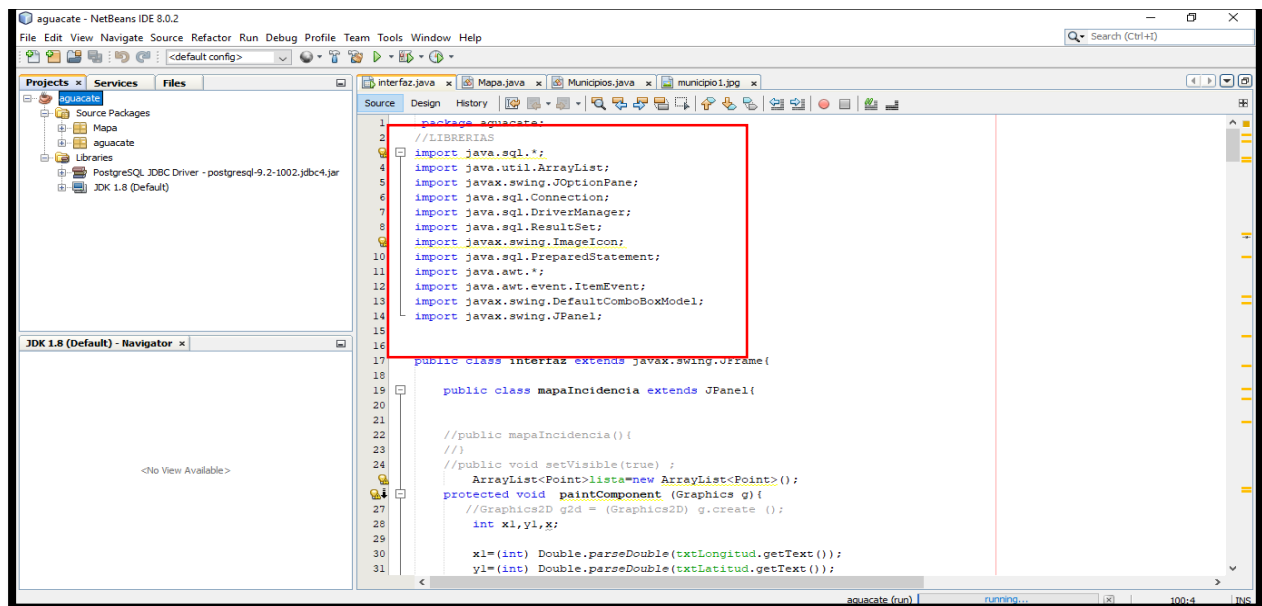 aguacate - NetBeans IDE 8.0.2
File Edit View Navigate Source Refactor Run Debug Profile Team Tools Window Help
Search (Ctrl+I)
<default config>
Projects Services Files
aguacate
Source Packages
Mapa
aguacate
Libraries
PostgreSQL JDBC Driver - postgresql-9.2-1002.jdbc4.jar
JDK 1.8 (Default)
JDK 1.8 (Default) - Navigator
<No View Available>
interfaz.java Mapa.java Municipios.java municipio1.jpg
Source Design History
1 package aguacate;
2 //LIBRERIAS
import java.sql.*;
4 import java.util.ArrayList;
5 import javax.swing.JOptionPane;
6 import java.sql.Connection;
7 import java.sql.DriverManager;
8 import java.sql.ResultSet;
import javax.swing.ImageIcon;
10 import java.sql.PreparedStatement;
11 import java.awt.*;
12 import java.awt.event.ItemEvent;
13 import javax.swing.DefaultComboBoxModel;
14 import javax.swing.JPanel;
15
16
17 public class interfaz extends javax.swing.JFrame{
18
19 public class mapaIncidencia extends JPanel{
20
21
22 //public mapaIncidencia(){
23 //}
24 //public void setVisible(true) ;
ArrayList<Point>lista=new ArrayList<Point>();
protected void paintComponent (Graphics g){
27 //Graphics2D g2d = (Graphics2D) g.create ();
28 int x1,y1,x;
29
30 x1=(int) Double.parseDouble(txtLongitud.getText());
31 y1=(int) Double.parseDouble(txtLatitud.getText());
aguacate (run) running... 100:4 INS